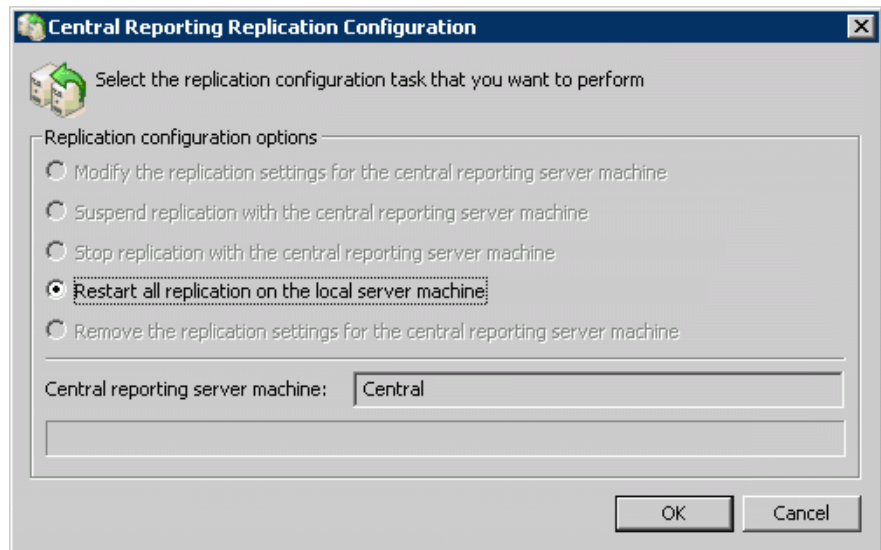 Central Reporting Replication Configuration
Select the replication configuration task that you want to perform
Replication configuration options
Modify the replication settings for the central reporting server machine
Suspend replication with the central reporting server machine
Stop replication with the central reporting server machine
Restart all replication on the local server machine
Remove the replication settings for the central reporting server machine
Central reporting server machine: Central
OK Cancel